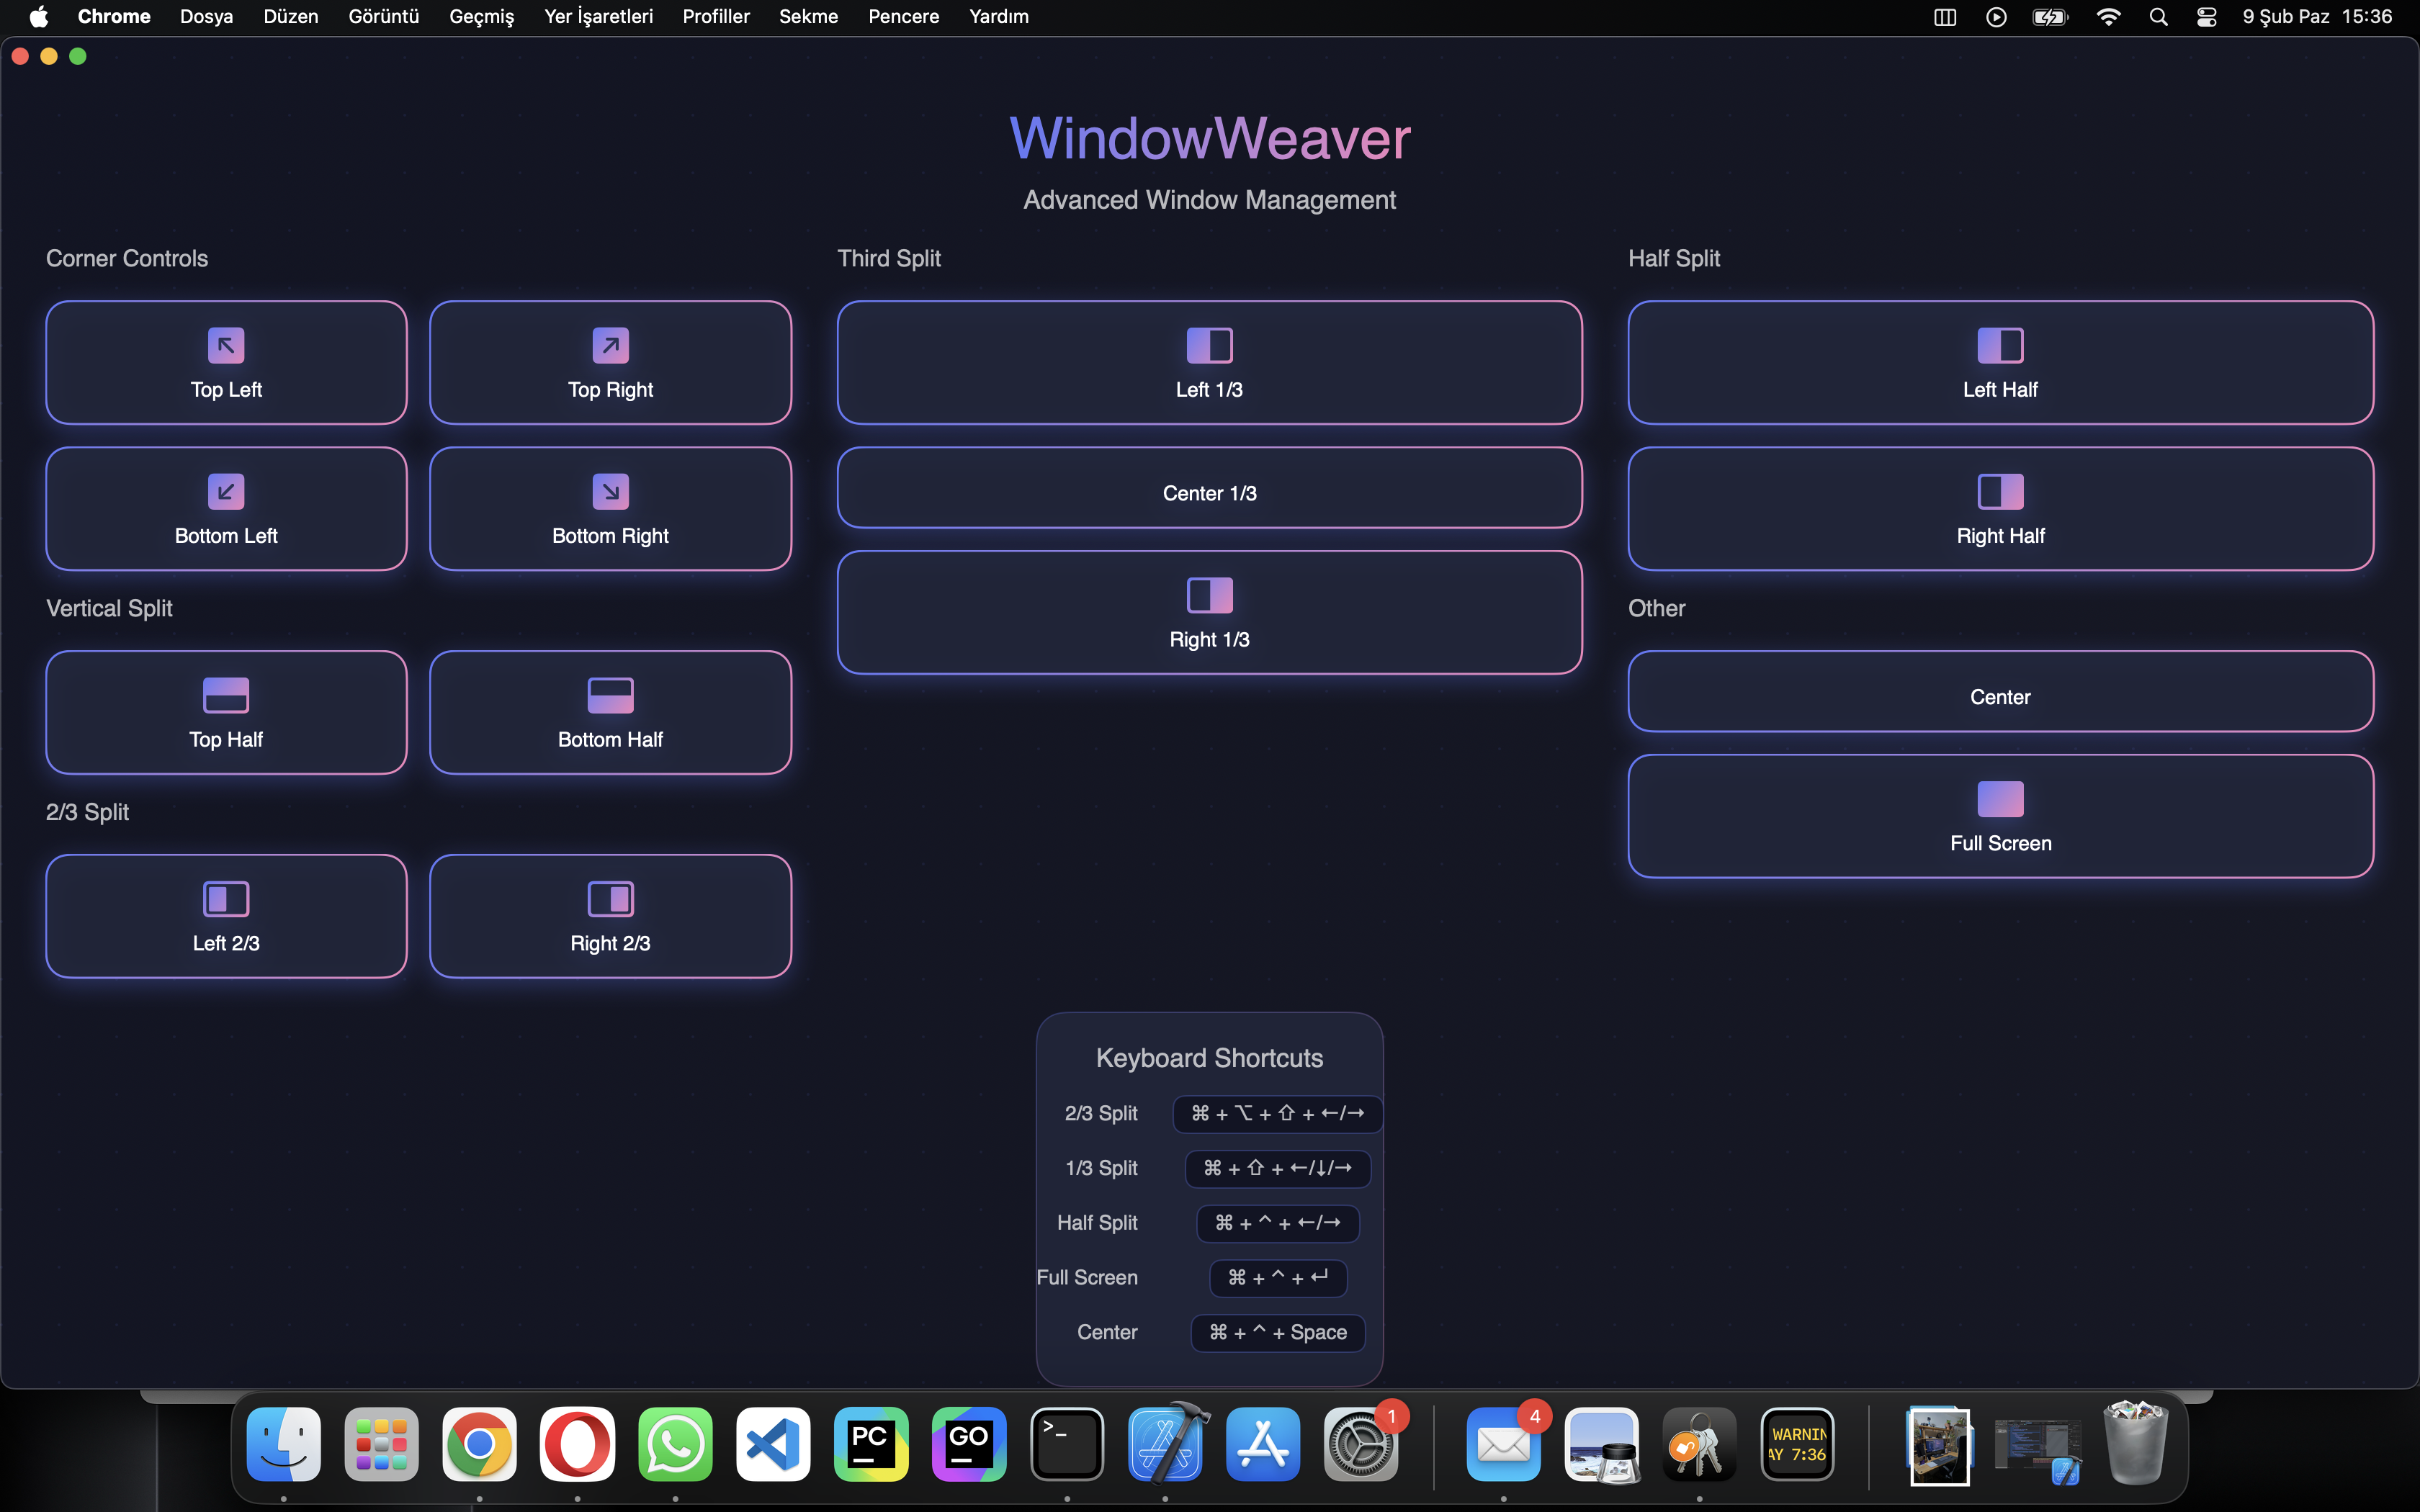 Chrome Dosya Düzen Görüntü Geçmiş Yer İşaretleri Profiller Sekme Pencere Yardım 9 Şub Paz 15:36
WindowWeaver
Advanced Window Management
Corner Controls
Top Left
Top Right
Bottom Left
Bottom Right
Vertical Split
Top Half
Bottom Half
2/3 Split
Left 2/3
Right 2/3
Third Split
Left 1/3
Center 1/3
Right 1/3
Half Split
Left Half
Right Half
Other
Center
Full Screen
Keyboard Shortcuts
2/3 Split ⌘ + ⌥ + ⇧ + ←/→
1/3 Split ⌘ + ⇧ + ←/↓/→
Half Split ⌘ + ^ + ←/→
Full Screen ⌘ + ^ + ↵
Center ⌘ + ^ + Space
PC
GO
>_
1
4
WARNIN
AY 7:36